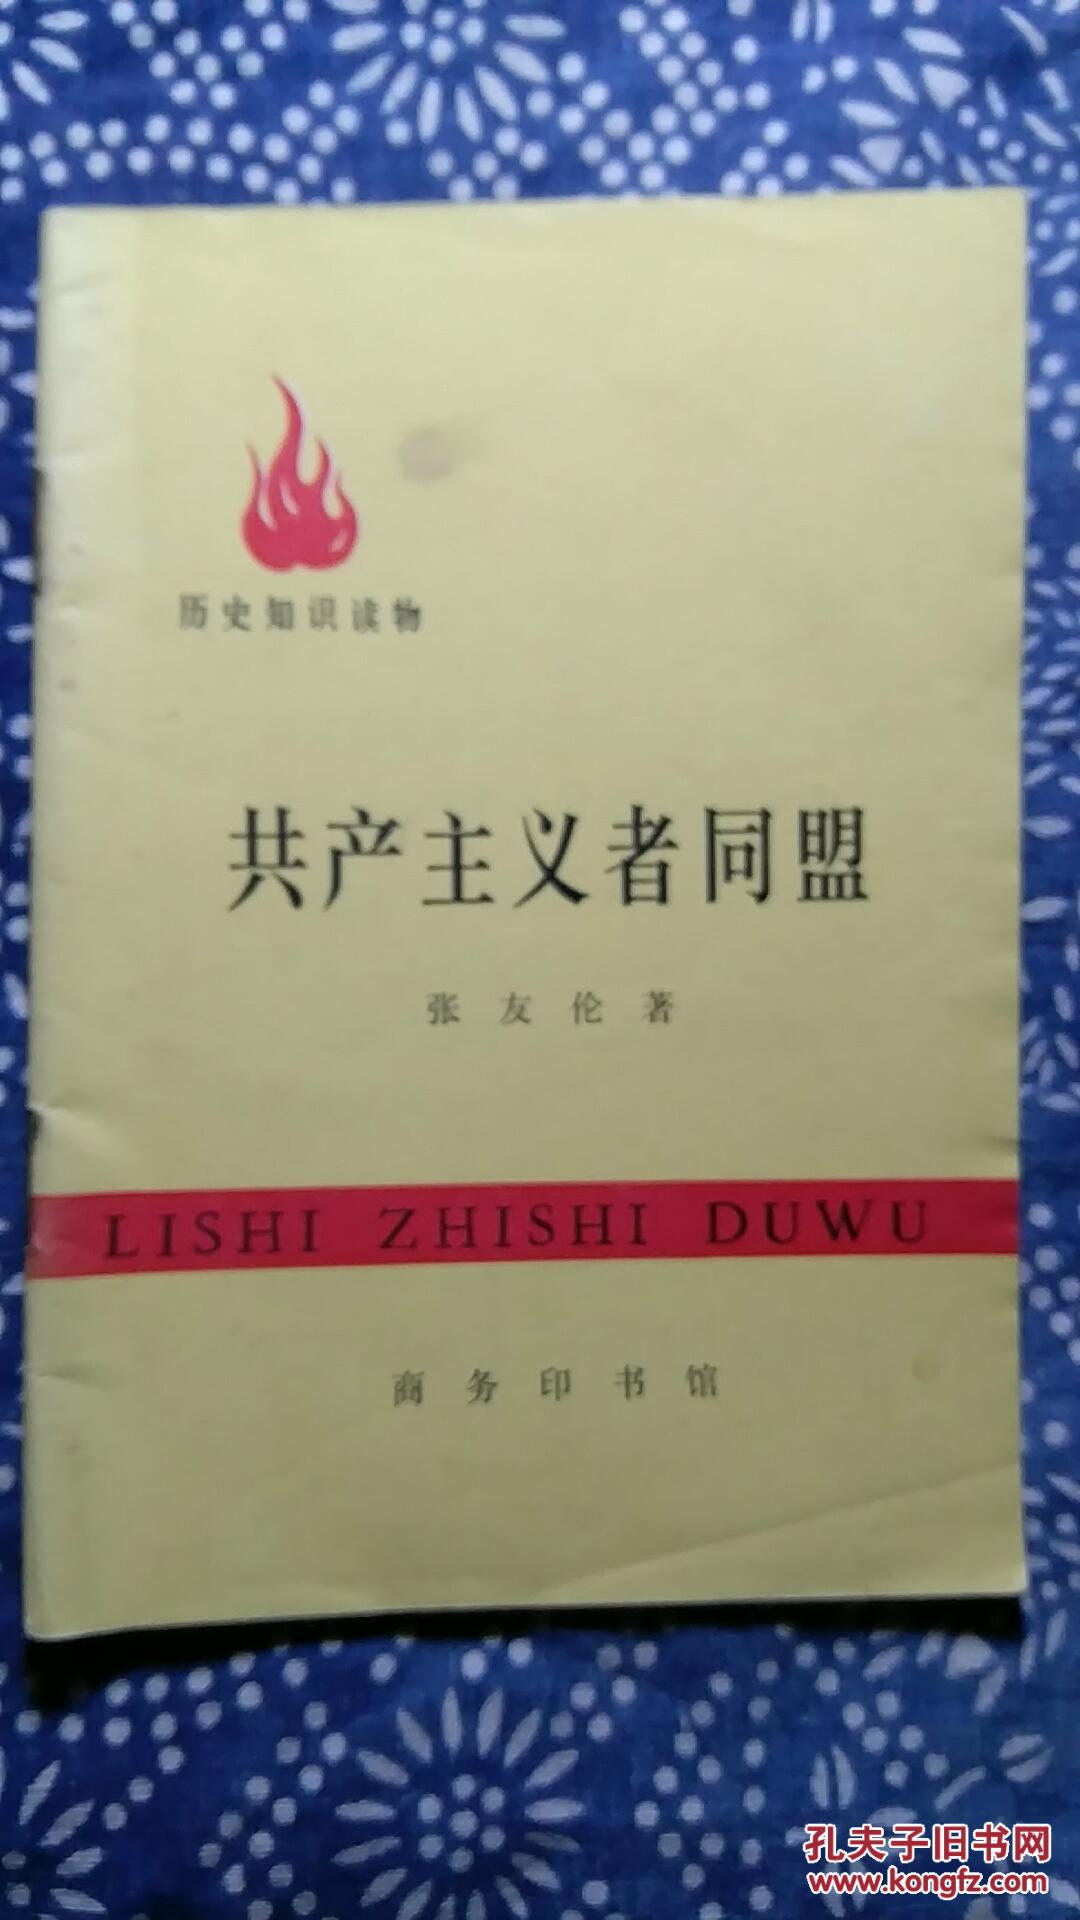 历史知识读物
共产主义者同盟
张友伦著
LISHI ZHISHI DUWU
商务印书馆
孔夫子旧书网
www.kongfz.com